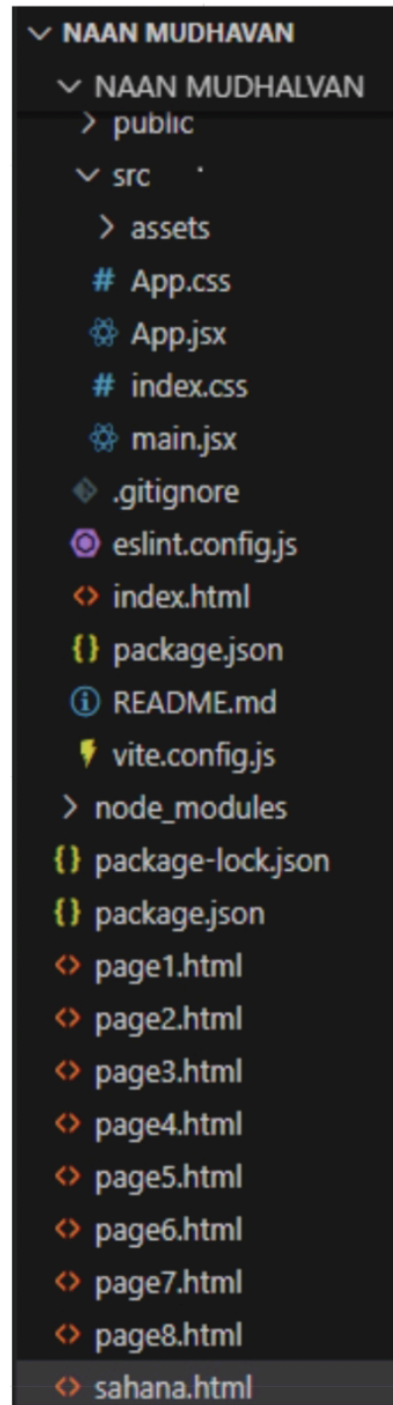 NAAN MUDHAVAN
NAAN MUDHALVAN
public
src
assets
# App.css
App.jsx
# index.css
main.jsx
.gitignore
eslint.config.js
<> index.html
{} package.json
README.md
vite.config.js
node_modules
{} package-lock.json
{} package.json
<> page1.html
<> page2.html
<> page3.html
<> page4.html
<> page5.html
<> page6.html
<> page7.html
<> page8.html
<> sahana.html